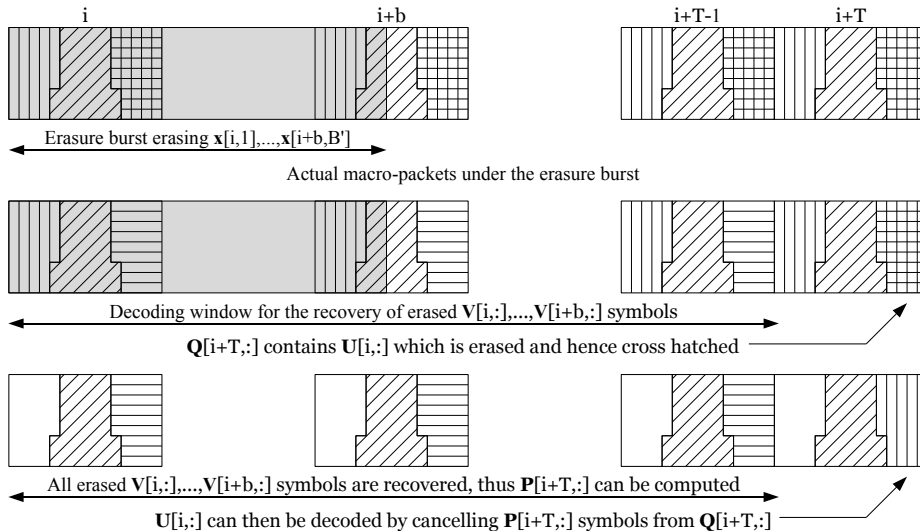 i i+b i+T-1 i+T
Erasure burst erasing x[i,1],...,x[i+b,B']
Actual macro-packets under the erasure burst
Decoding window for the recovery of erased V[i,:],...,V[i+b,:] symbols
Q[i+T,:] contains U[i,:] which is erased and hence cross hatched
All erased V[i,:],...,V[i+b,:] symbols are recovered, thus P[i+T,:] can be computed
U[i,:] can then be decoded by cancelling P[i+T,:] symbols from Q[i+T,:]